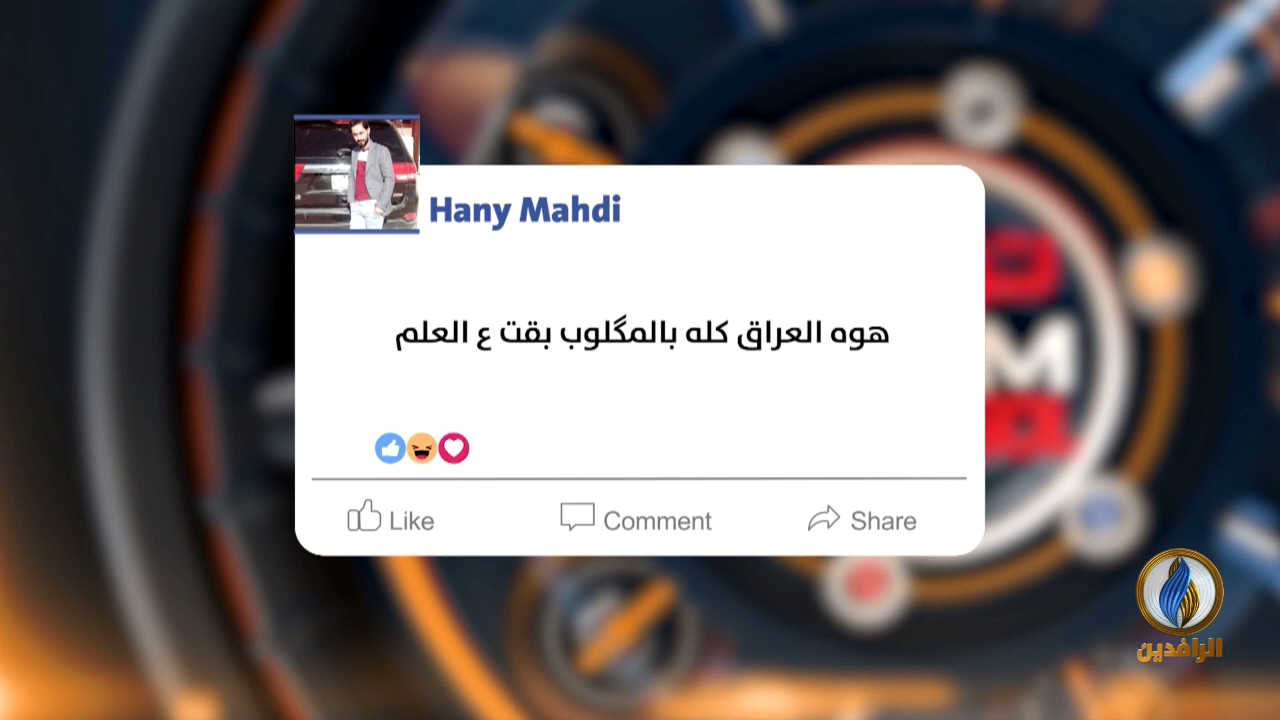 Hany Mahdi
هوه العراق كله بالمگلوب بقت ع العلم
Like
Comment
Share
الرافدين